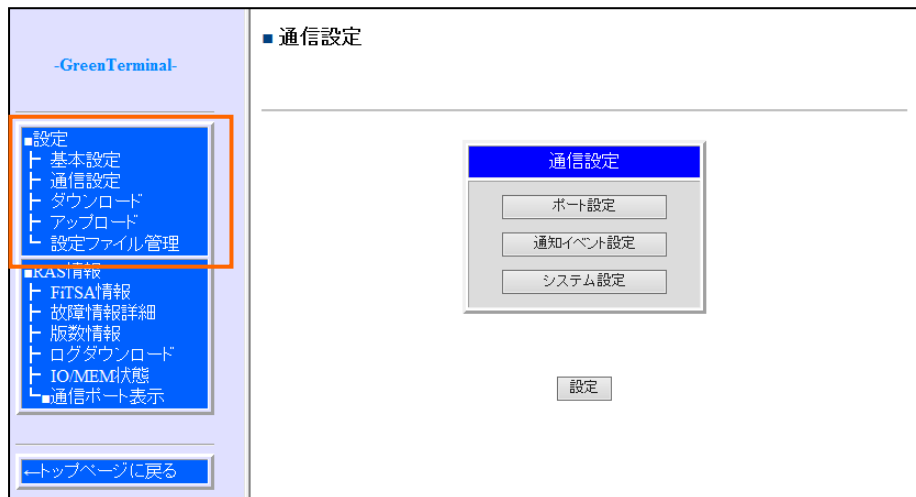 -GreenTerminal-
■設定
├ 基本設定
├ 通信設定
├ ダウンロード
├ アップロード
└ 設定ファイル管理
■RAS情報
├ FiTSA情報
├ 故障情報詳細
├ 版数情報
├ ログダウンロード
├ IO/MEM状態
└■通信ポート表示
←トップページに戻る
■ 通信設定
通信設定
ポート設定
通知イベント設定
システム設定
設定